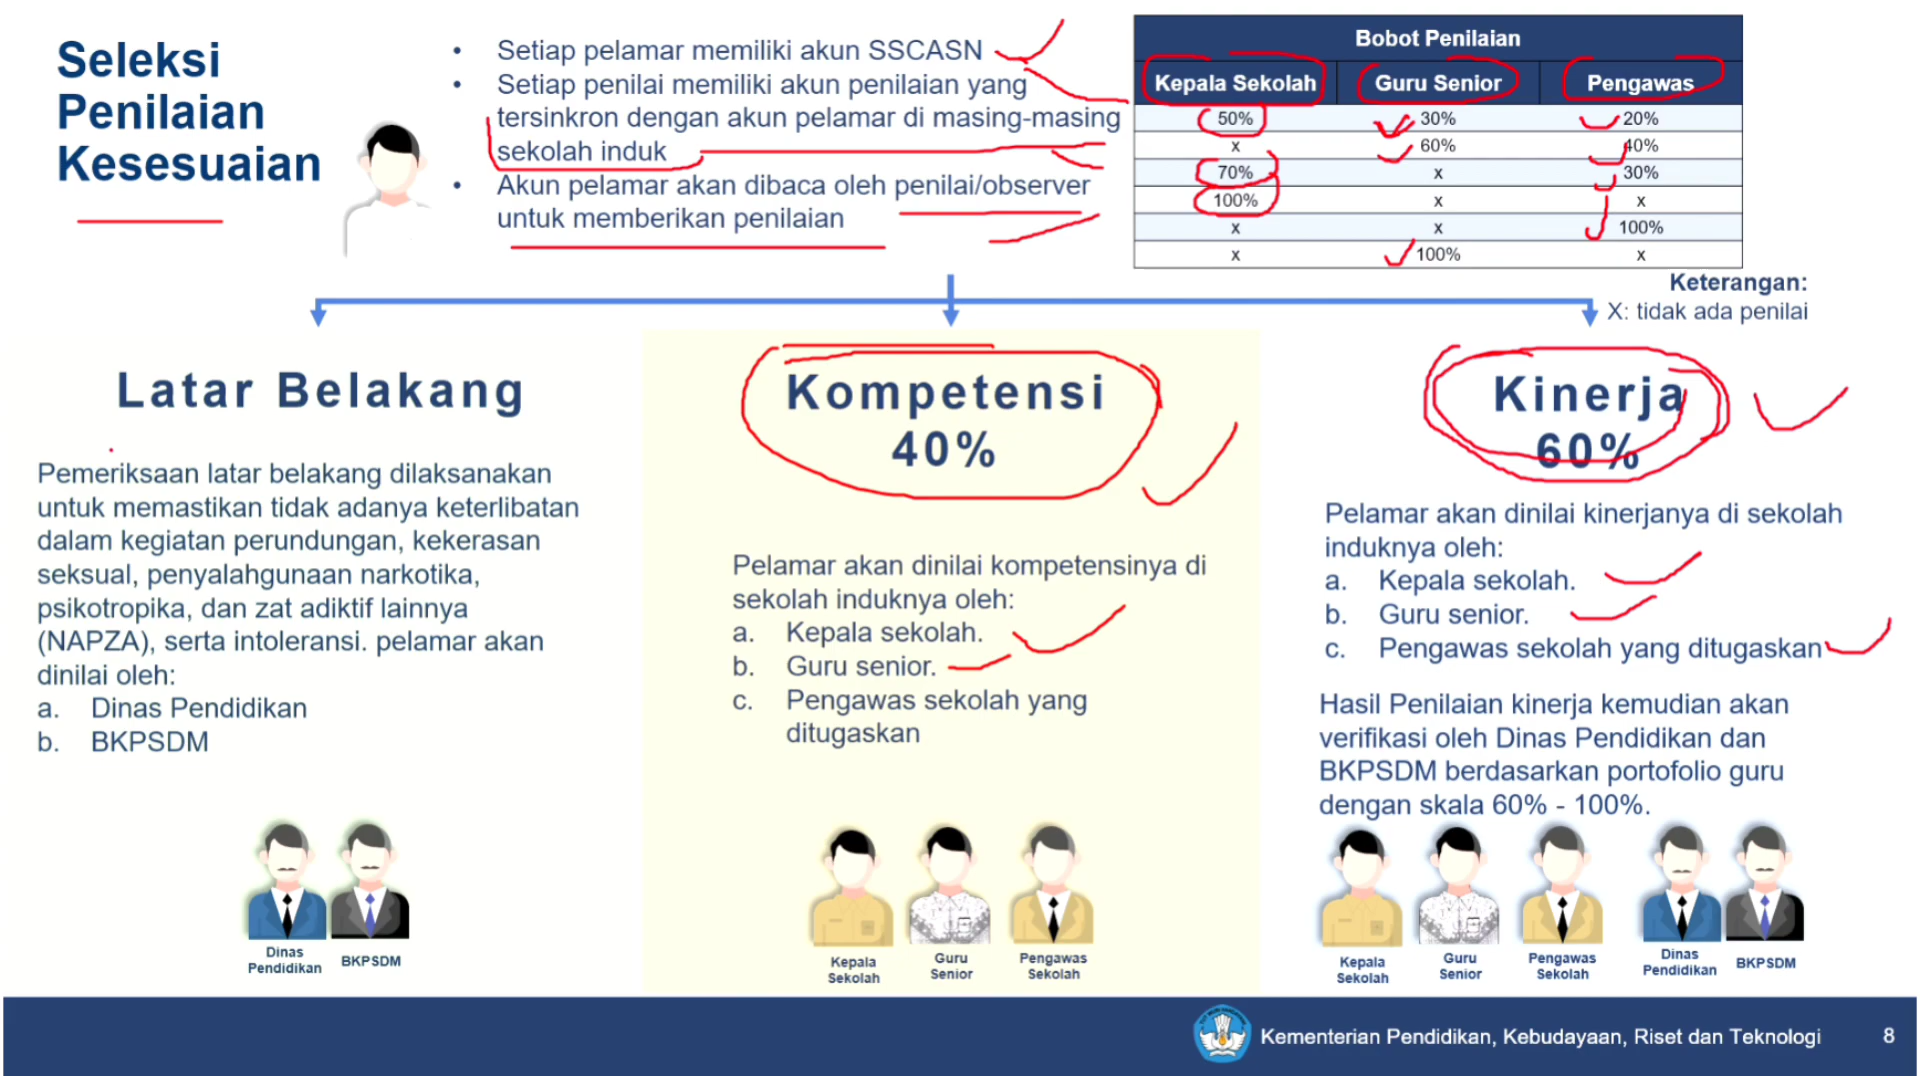 Seleksi
Penilaian
Kesesuaian
• Setiap pelamar memiliki akun SSCASN
• Setiap penilai memiliki akun penilaian yang
tersinkron dengan akun pelamar di masing-masing
sekolah induk
• Akun pelamar akan dibaca oleh penilai/observer
untuk memberikan penilaian
Bobot Penilaian
Kepala Sekolah Guru Senior Pengawas
50% 30% 20%
x 60% 40%
70% x 30%
100% x x
x x 100%
x 100% x
Keterangan:
X: tidak ada penilai
Latar Belakang
Pemeriksaan latar belakang dilaksanakan
untuk memastikan tidak adanya keterlibatan
dalam kegiatan perundungan, kekerasan
seksual, penyalahgunaan narkotika,
psikotropika, dan zat adiktif lainnya
(NAPZA), serta intoleransi. pelamar akan
dinilai oleh:
a. Dinas Pendidikan
b. BKPSDM
Dinas
Pendidikan
BKPSDM
Kompetensi
40%
Pelamar akan dinilai kompetensinya di
sekolah induknya oleh:
a. Kepala sekolah.
b. Guru senior.
c. Pengawas sekolah yang
ditugaskan
Kepala
Sekolah
Guru
Senior
Pengawas
Sekolah
Kinerja
60%
Pelamar akan dinilai kinerjanya di sekolah
induknya oleh:
a. Kepala sekolah.
b. Guru senior.
c. Pengawas sekolah yang ditugaskan
Hasil Penilaian kinerja kemudian akan
verifikasi oleh Dinas Pendidikan dan
BKPSDM berdasarkan portofolio guru
dengan skala 60% - 100%.
Kepala
Sekolah
Guru
Senior
Pengawas
Sekolah
Dinas
Pendidikan
BKPSDM
Kementerian Pendidikan, Kebudayaan, Riset dan Teknologi
8